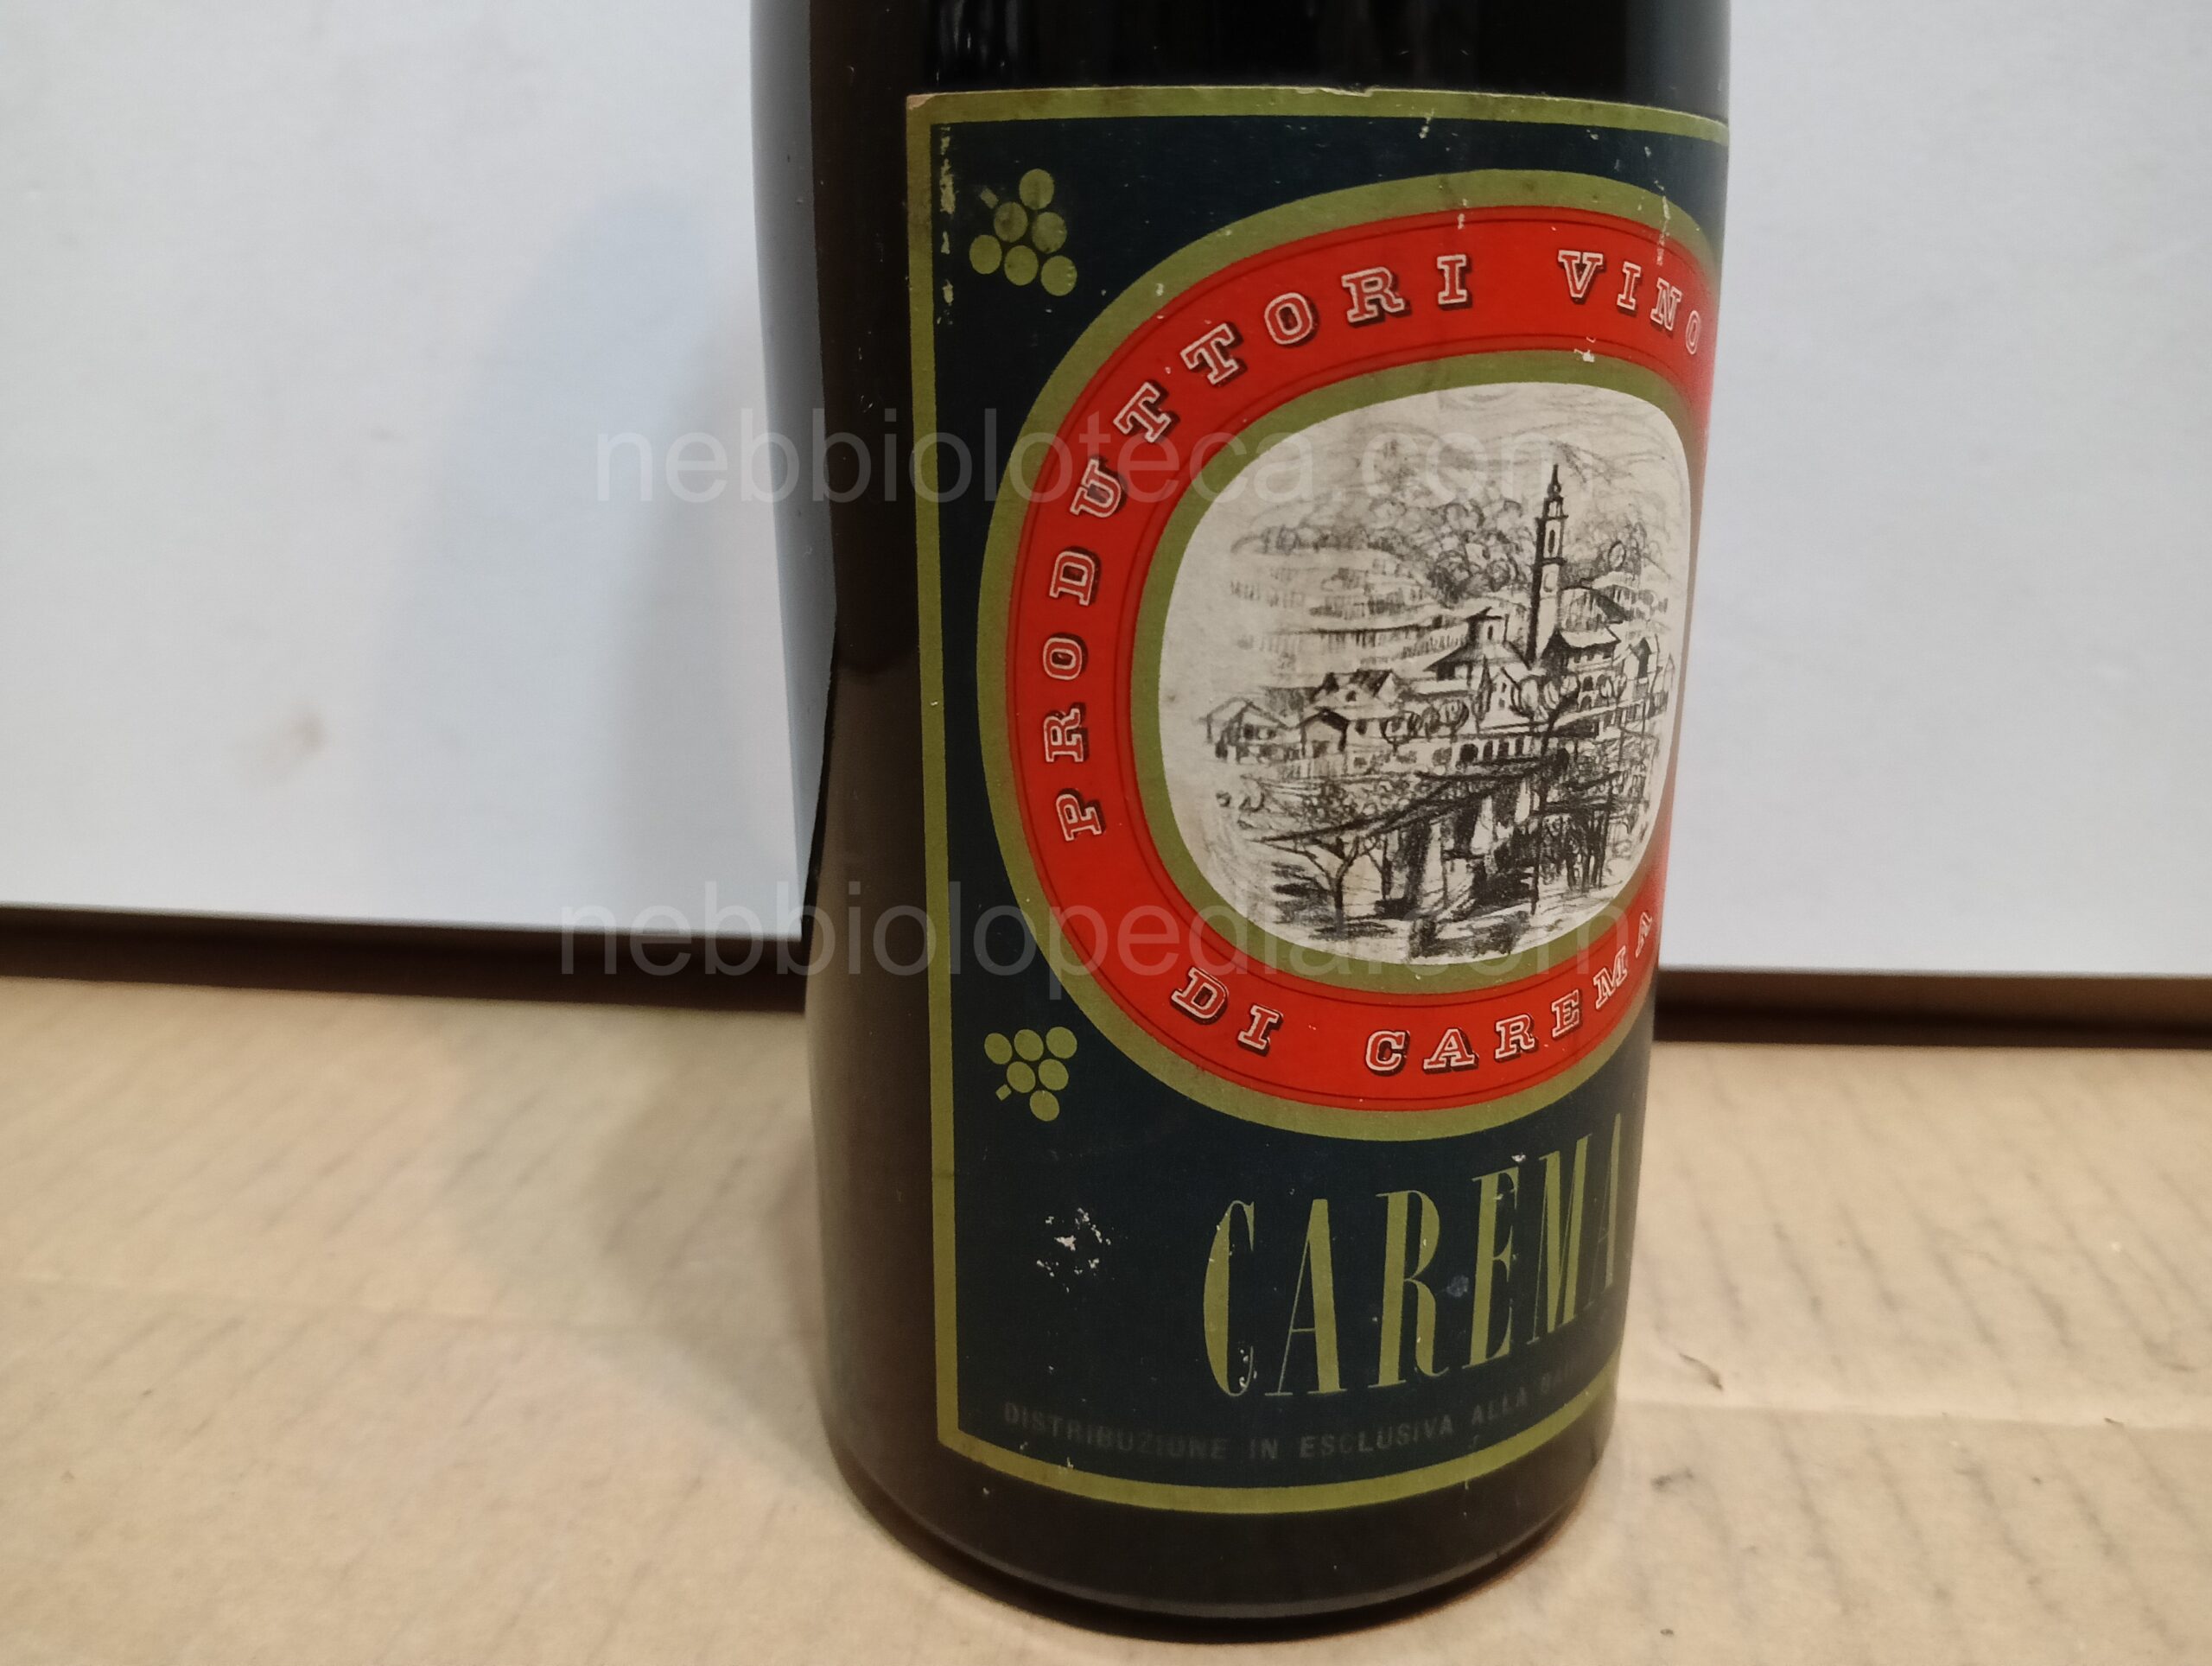 PRODUTTORI VINO
DI CAREMA
CAREMA
DISTRIBUZIONE IN ESCLUSIVA ALLA
nebbioloteca.com
nebbiolopedia.com